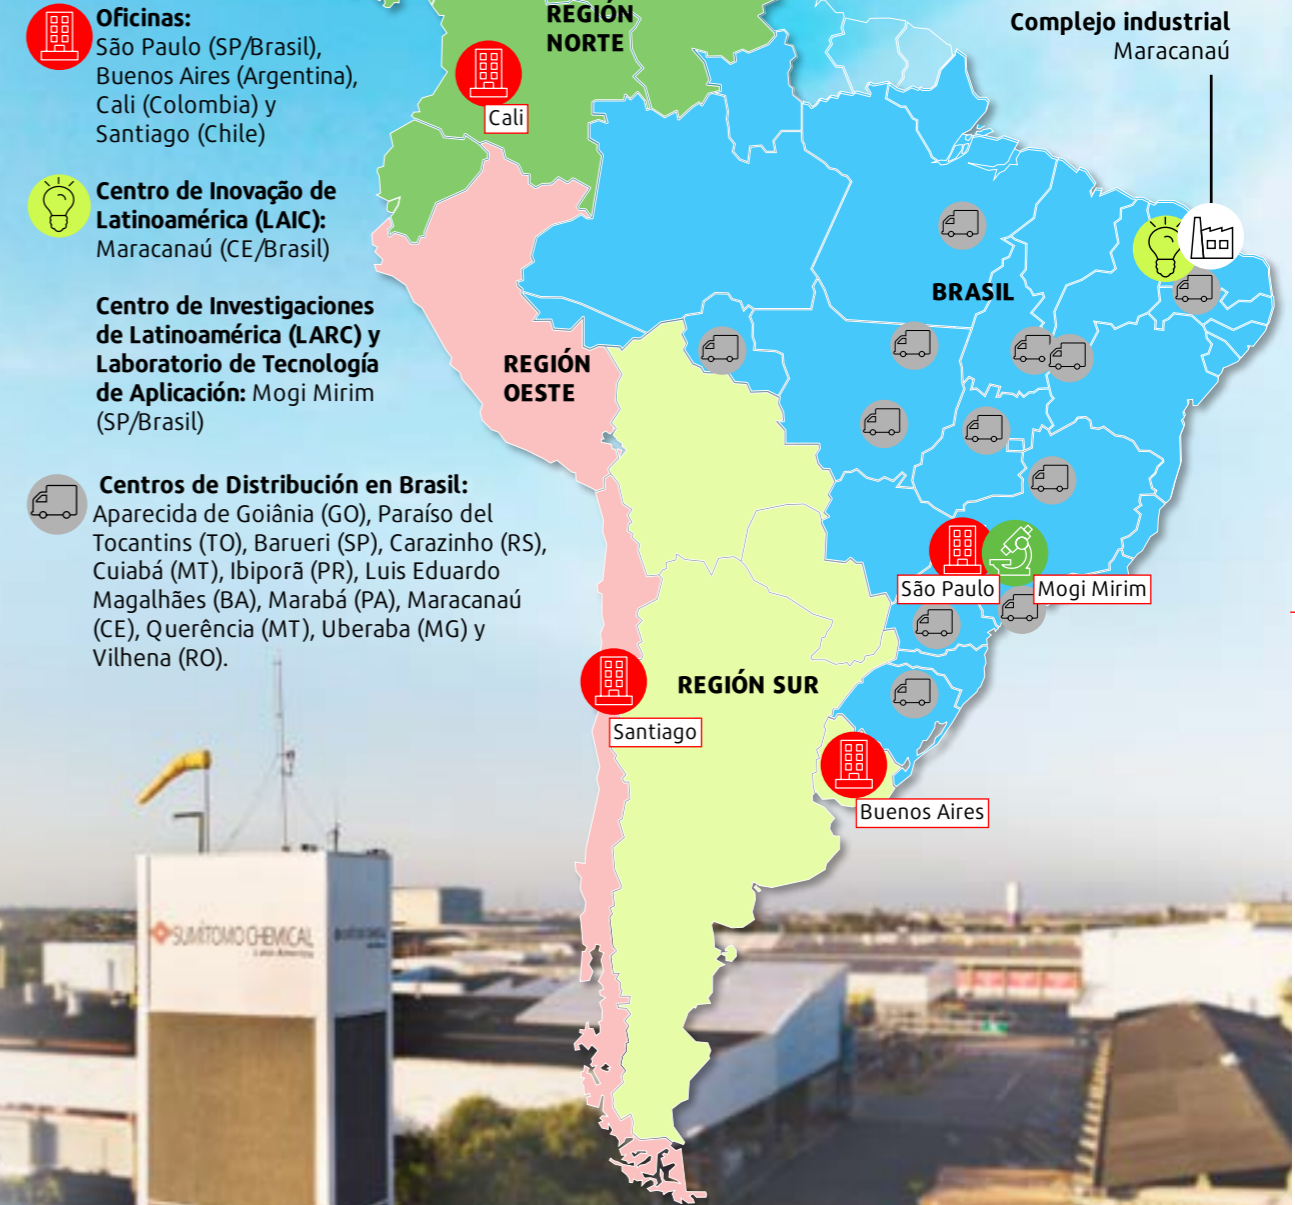 Oficinas:
São Paulo (SP/Brasil),
Buenos Aires (Argentina),
Cali (Colombia) y
Santiago (Chile)
Centro de Inovação de
Latinoamérica (LAIC):
Maracanaú (CE/Brasil)
Centro de Investigaciones
de Latinoamérica (LARC) y
Laboratorio de Tecnología
de Aplicación: Mogi Mirim
(SP/Brasil)
Centros de Distribución en Brasil:
Aparecida de Goiânia (GO), Paraíso del
Tocantins (TO), Barueri (SP), Carazinho (RS),
Cuiabá (MT), Ibiporã (PR), Luis Eduardo
Magalhães (BA), Marabá (PA), Maracanaú
(CE), Querência (MT), Uberaba (MG) y
Vilhena (RO).
REGIÓN
NORTE
Cali
Complejo industrial
Maracanaú
BRASIL
REGIÓN
OESTE
São Paulo
Mogi Mirim
REGIÓN SUR
Santiago
Buenos Aires
SUMITOMO CHEMICAL
Latin America